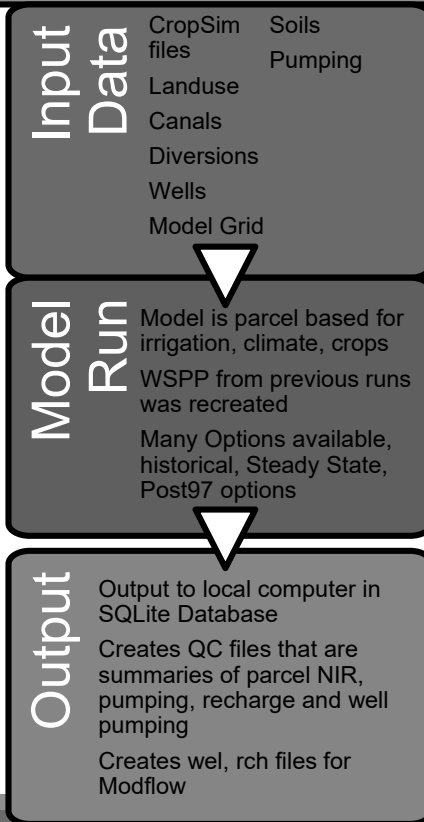 Input
Data
CropSim
files
Landuse
Canals
Diversions
Wells
Model Grid
Soils
Pumping
Model
Run
Model is parcel based for
irrigation, climate, crops
WSPP from previous runs
was recreated
Many Options available,
historical, Steady State,
Post97 options
Output
Output to local computer in
SQLite Database
Creates QC files that are
summaries of parcel NIR,
pumping, recharge and well
pumping
Creates wel, rch files for
Modflow